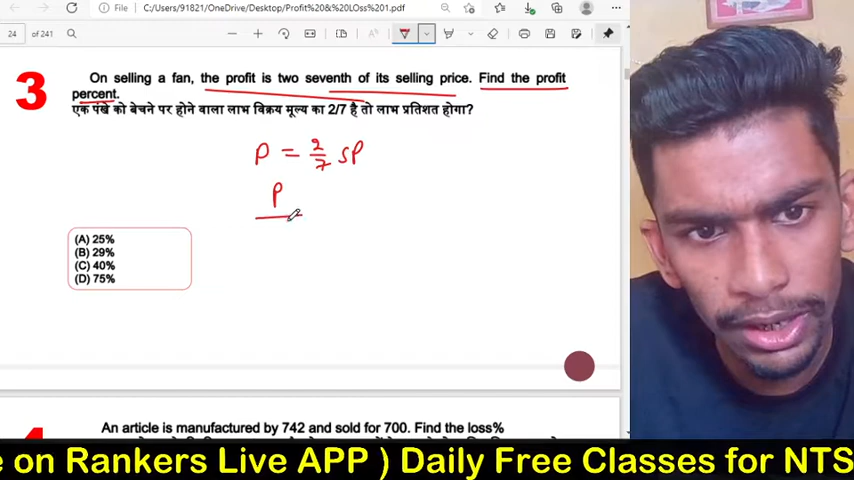 File
C:/Users/91821/OneDrive/Desktop/Profit%20&%20LOss%201.pdf
24 of 241
3 On selling a fan, the profit is two seventh of its selling price. Find the profit
percent.
एक पंखे को बेचने पर होने वाला लाभ विक्रय मूल्य का 2/7 है तो लाभ प्रतिशत होगा?
P = 2/7 SP
P
(A) 25%
(B) 29%
(C) 40%
(D) 75%
An article is manufactured by 742 and sold for 700. Find the loss%
e on Rankers Live APP ) Daily Free Classes for NTS